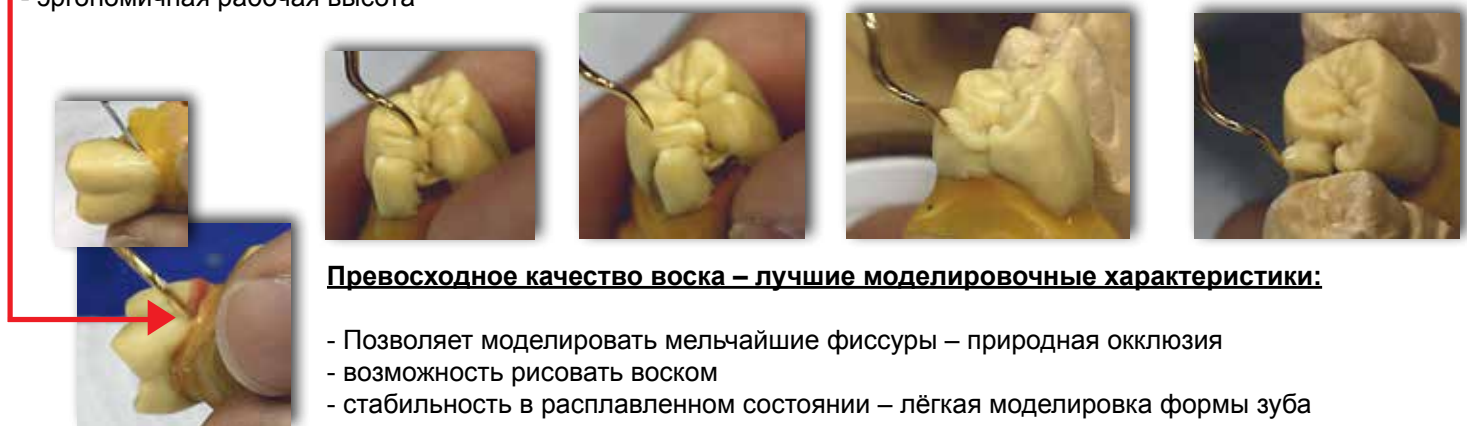 - эргономичная рабочая высота
Превосходное качество воска – лучшие моделировочные характеристики:
- Позволяет моделировать мельчайшие фиссуры – природная окклюзия
- возможность рисовать воском
- стабильность в расплавленном состоянии – лёгкая моделировка формы зуба